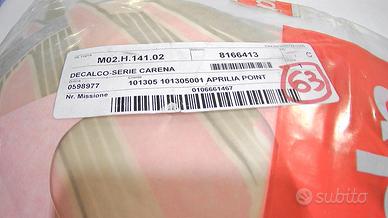 M02.H.141.02
8166413
C
DECALCO-SERIE CARENA
0598977
101305 101305001 APRILIA POINT
63
Nr. Missione
0106661467
subito